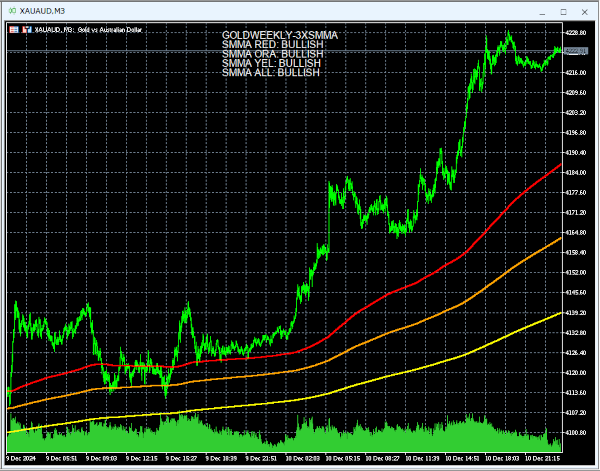 XAUAUD,M3
XAUAUD, M3: Gold vs Australian Dollar
GOLDWEEKLY-3XSMMA
SMMA RED: BULLISH
SMMA ORA: BULLISH
SMMA YEL: BULLISH
SMMA ALL: BULLISH
4228.80
4216.00
4209.60
4203.20
4196.80
4190.40
4184.00
4177.60
4171.20
4164.80
4158.40
4152.00
4145.60
4139.20
4132.80
4126.40
4120.00
4113.60
4107.20
4100.80
9 Dec 2024
9 Dec 05:51
9 Dec 09:03
9 Dec 12:15
9 Dec 15:27
9 Dec 18:39
9 Dec 21:51
10 Dec 02:03
10 Dec 05:15
10 Dec 08:27
10 Dec 11:39
10 Dec 14:51
10 Dec 18:03
10 Dec 21:15